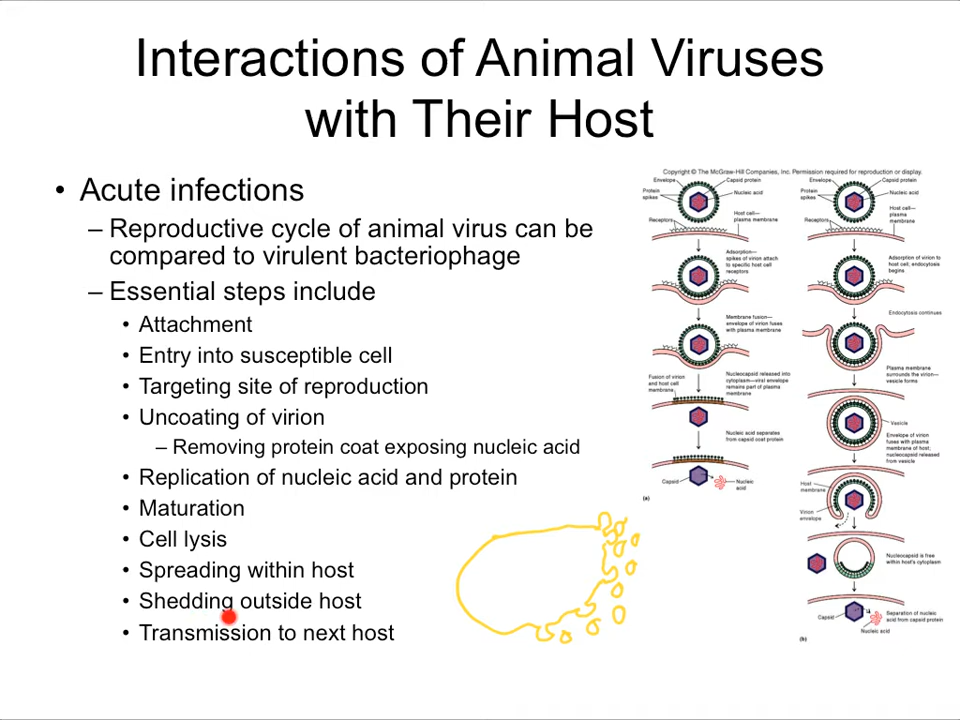 Interactions of Animal Viruses
with Their Host
• Acute infections
– Reproductive cycle of animal virus can be
compared to virulent bacteriophage
– Essential steps include
• Attachment
• Entry into susceptible cell
• Targeting site of reproduction
• Uncoating of virion
– Removing protein coat exposing nucleic acid
• Replication of nucleic acid and protein
• Maturation
• Cell lysis
• Spreading within host
• Shedding outside host
• Transmission to next host
Copyright © The McGraw-Hill Companies, Inc. Permission required for reproduction or display.
Envelope
Capsid protein
Protein
spikes
Nucleic acid
Receptors
Host cell—
plasma membrane
Adsorption—
spikes of virion attach
to specific host cell
receptors
Membrane fusion—
envelope of virion fuses
with plasma membrane
Fusion of virion
and host cell
membrane
Nucleocapsid released into
cytoplasm—viral envelope
remains part of plasma
membrane
Nucleic acid separates
from capsid coat protein
Capsid
Nucleic
acid
(a)
Envelope
Capsid protein
Protein
spikes
Nucleic acid
Receptors
Host cell
plasma
membrane
Adsorption of virion to
host cell; endocytosis
begins
Endocytosis continues
Plasma membrane
surrounds the virion—
vesicle forms
Vesicle
Envelope of virion
fuses with plasma
membrane of host;
nucleocapsid released
from vesicle
Host
membrane
Virion
envelope
Nucleocapsid is free
within host's cytoplasm
Capsid
Separation of nucleic
acid from capsid protein
Nucleic acid
(b)